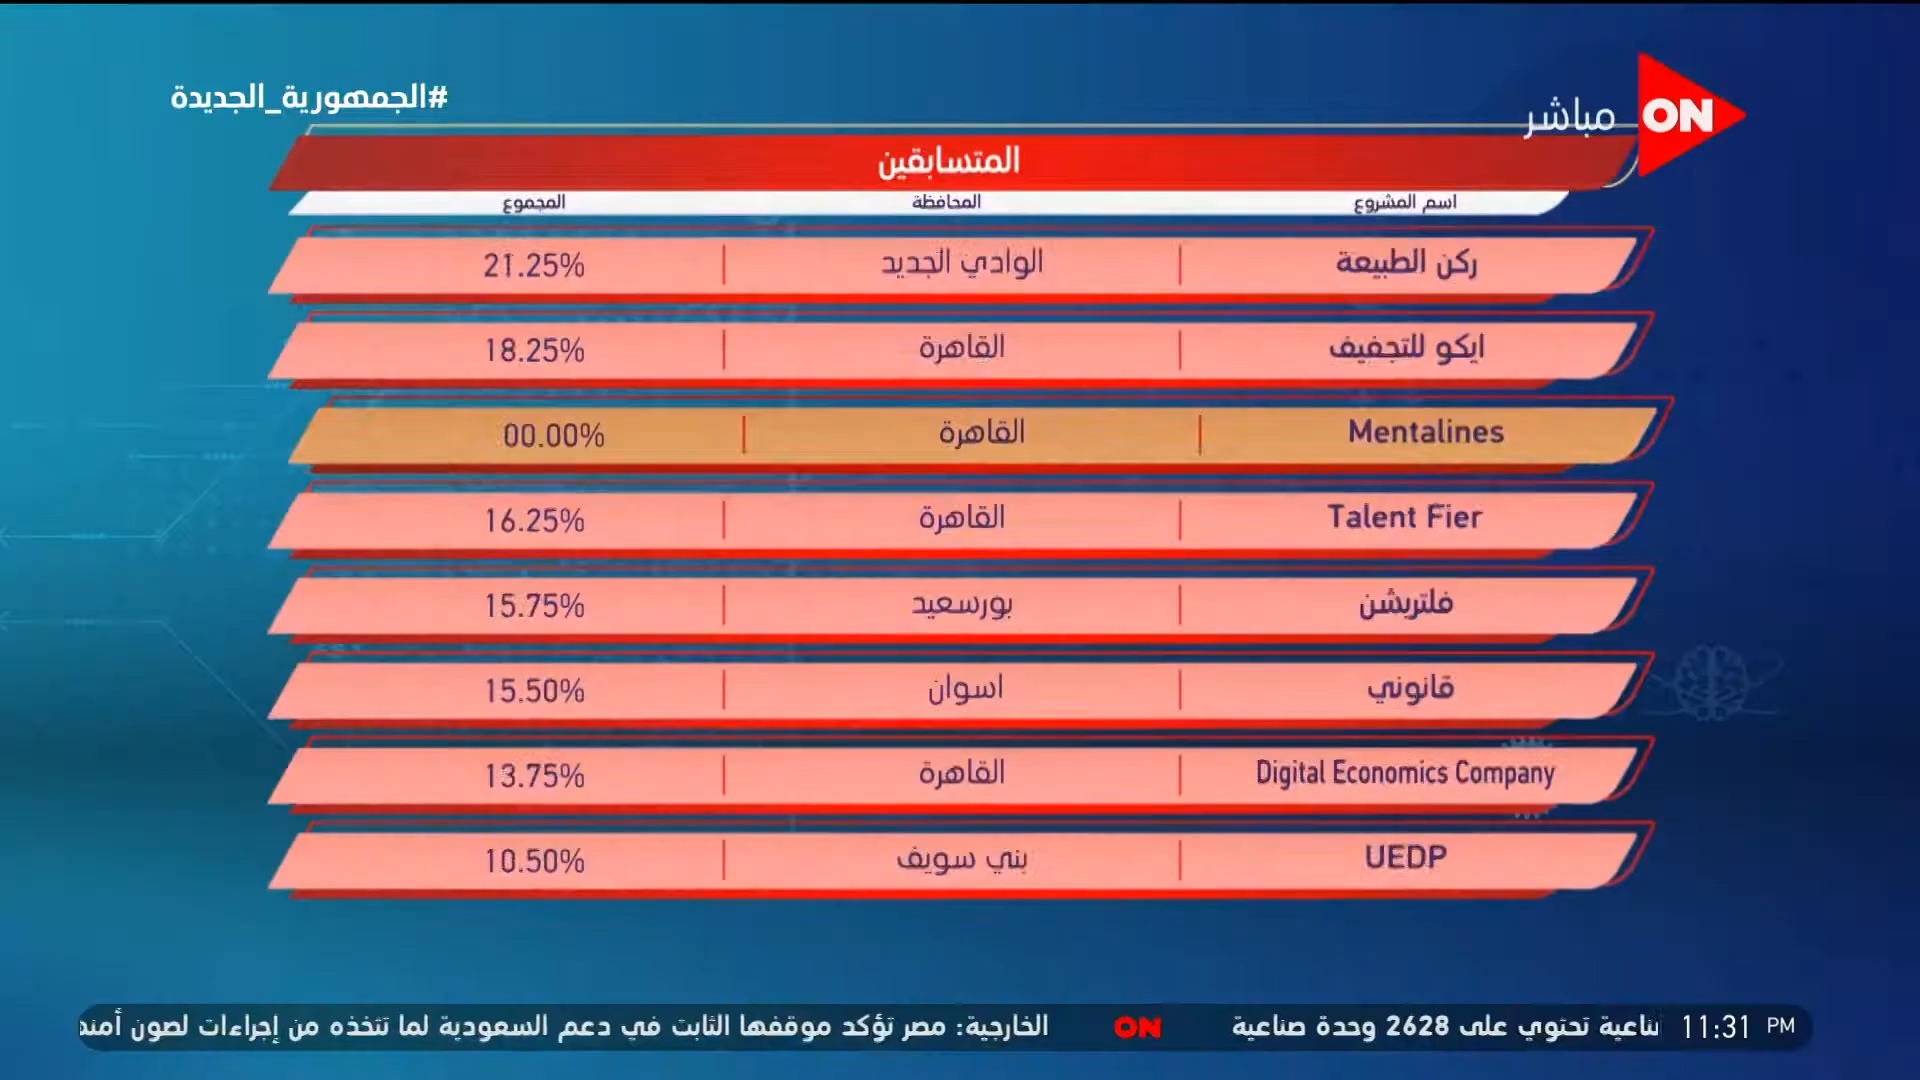 #الجمهورية_الجديدة
مباشر ON
المتسابقين
اسم المشروع المحافظة المجموع
ركن الطبيعة الوادي الجديد 21.25%
ايكو للتجفيف القاهرة 18.25%
Mentalines القاهرة 00.00%
Talent Fier القاهرة 16.25%
فلتريشن بورسعيد 15.75%
قانوني اسوان 15.50%
Digital Economics Company القاهرة 13.75%
UEDP بني سويف 10.50%
11:31 PM ناعية تحتوي على 2628 وحدة صناعية ON الخارجية: مصر تؤكد موقفها الثابت في دعم السعودية لما تتخذه من إجراءات لصون أمنه